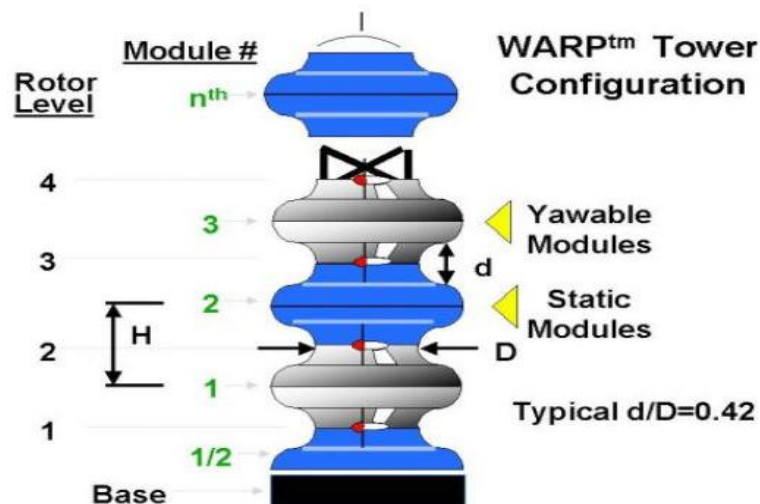 WARPtm Tower
Configuration
Module #
Rotor
Level
nth
4
3
Yawable
Modules
3
d
2
Static
Modules
H
2
D
1
Typical d/D=0.42
1
1/2
Base